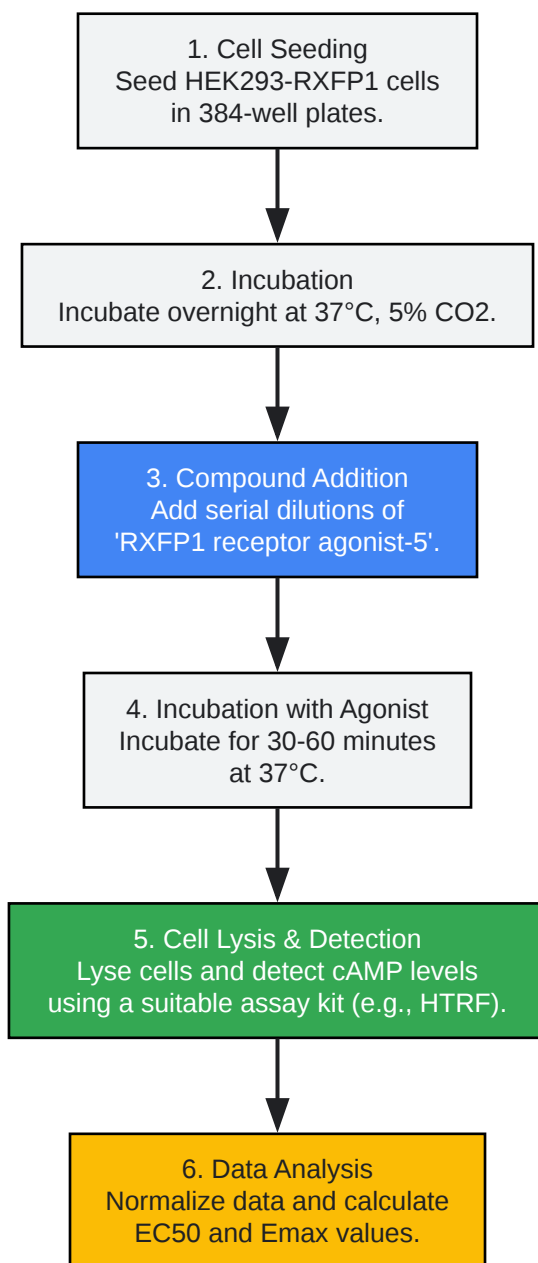 1. Cell Seeding
Seed HEK293-RXFP1 cells
in 384-well plates.
2. Incubation
Incubate overnight at 37°C, 5% CO2.
3. Compound Addition
Add serial dilutions of
'RXFP1 receptor agonist-5'.
4. Incubation with Agonist
Incubate for 30-60 minutes
at 37°C.
5. Cell Lysis & Detection
Lyse cells and detect cAMP levels
using a suitable assay kit (e.g., HTRF).
6. Data Analysis
Normalize data and calculate
EC50 and Emax values.